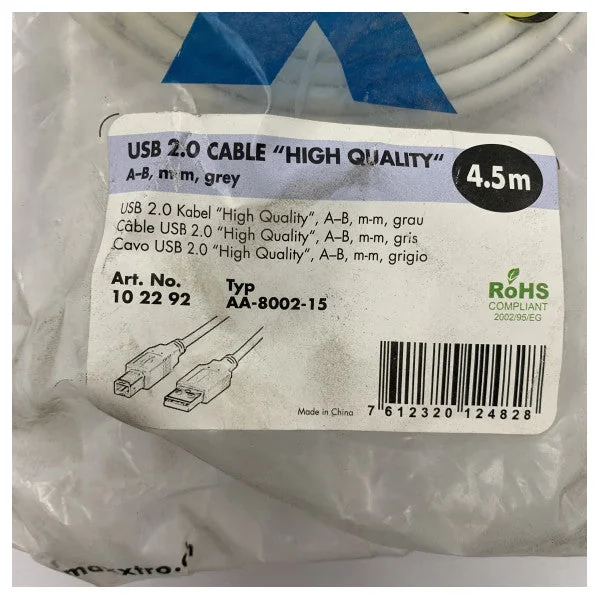 USB 2.0 CABLE "HIGH QUALITY"
A–B, m-m, grey
4.5m
USB 2.0 Kabel "High Quality", A–B, m-m, grau
Câble USB 2.0 "High Quality", A–B, m-m, gris
Cavo USB 2.0 "High Quality", A–B, m-m, grigio
Art. No.
10 22 92
Typ
AA-8002-15
RoHS
COMPLIANT
2002/95/EG
Made in China
7 612320 124828
maxxtro.